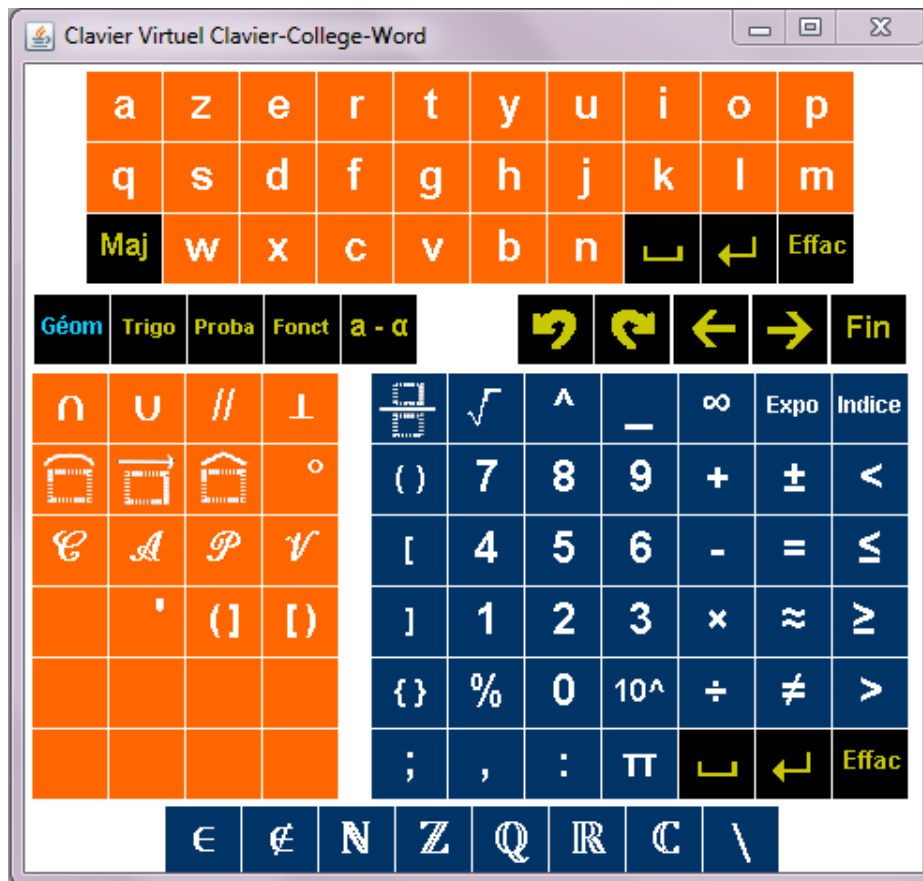 Clavier Virtuel Clavier-College-Word
a z e r t y u i o p
q s d f g h j k l m
Maj w x c v b n Effac
Géom Trigo Proba Fonct a - α Fin
∩ ∪ // ⊥ √ ^ _ ∞ Expo Indice
° ( ) 7 8 9 + ± <
𝒞 𝒜 𝒫 𝒱 [ 4 5 6 - = ≤
' ( ] [ ) ] 1 2 3 × ≈ ≥
{ } % 0 10^ ÷ ≠ >
; , : π Effac
∈ ∉ ℕ ℤ ℚ ℝ ℂ \